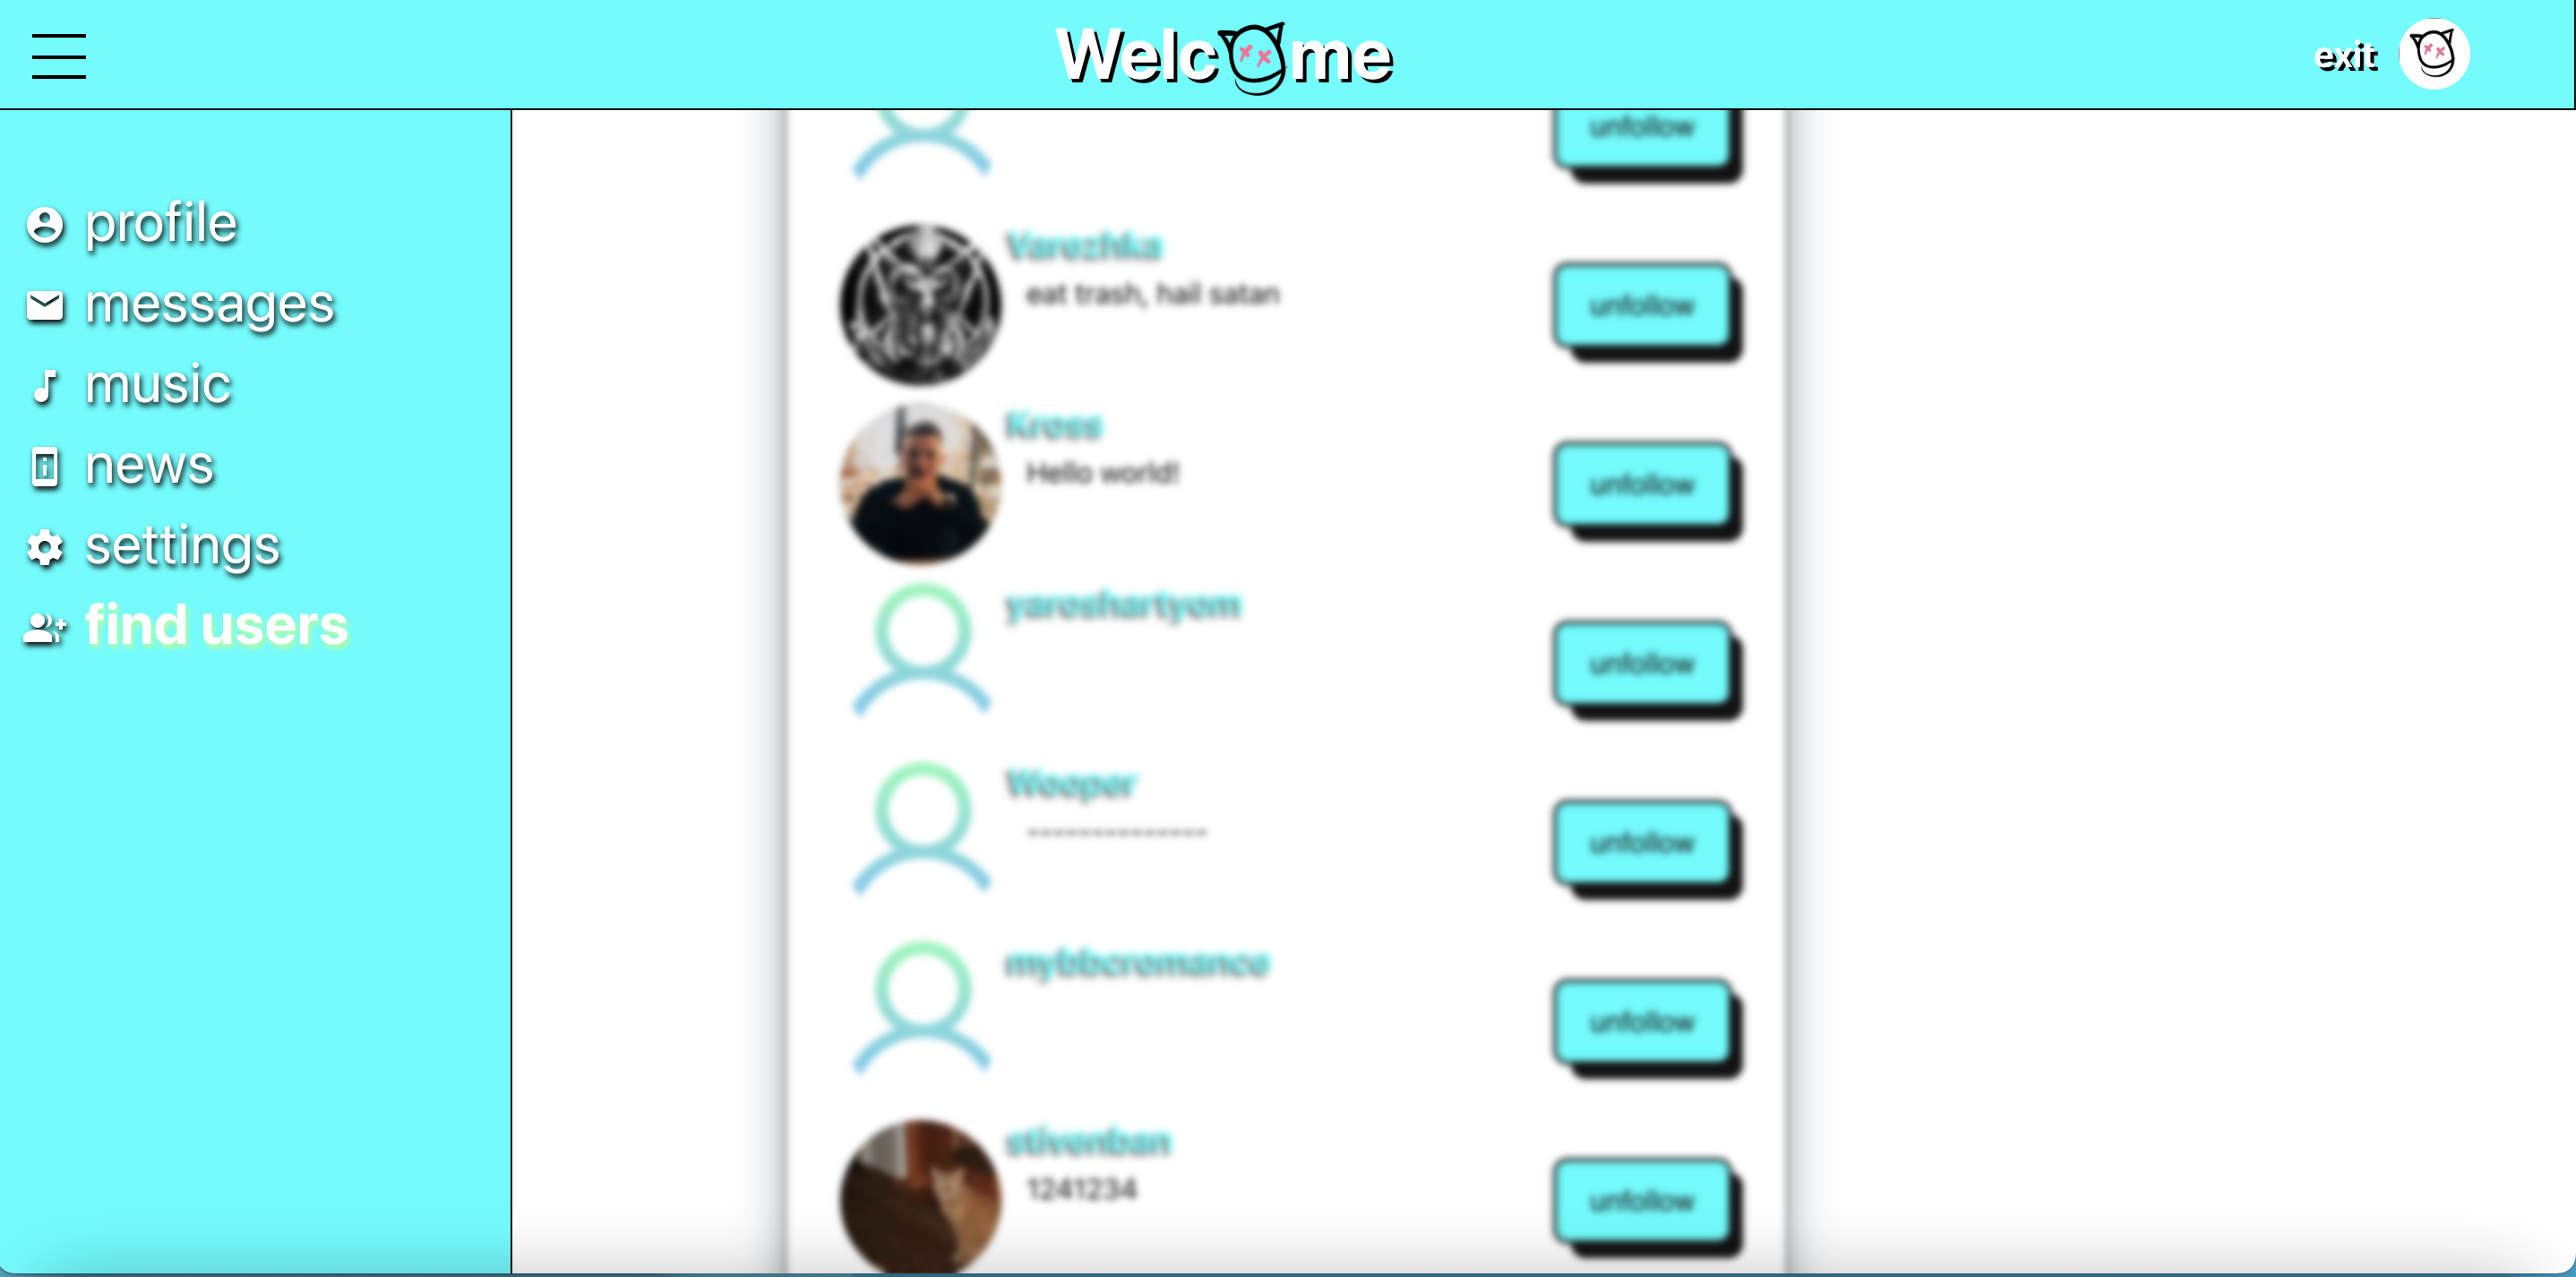 Welcome
exit
profile
messages
music
news
settings
find users
unfollow
Varezhka
eat trash, hail satan
unfollow
Kross
Hello world!
unfollow
yaroshartyom
unfollow
Weeper
--------------
unfollow
mybbcromance
unfollow
stivenban
1241234
unfollow